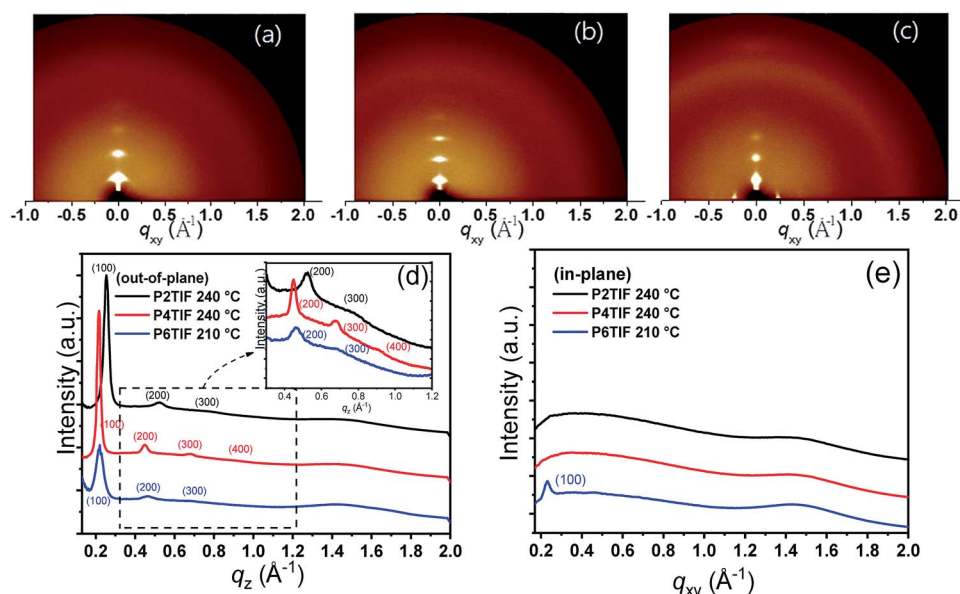 (a)
(b)
(c)
-1.0 -0.5 0.0 0.5 1.0 1.5 2.0
-1.0 -0.5 0.0 0.5 1.0 1.5 2.0
-1.0 -0.5 0.0 0.5 1.0 1.5 2.0
qxy (Å-1)
qxy (Å-1)
qxy (Å-1)
(d)
(100)
(out-of-plane)
P2TIF 240 °C
P4TIF 240 °C
P6TIF 210 °C
Intensity (a.u.)
(200)
(300)
(200)
(300)
(400)
(200)
(300)
0.4 0.6 0.8 1.0 1.2
qz (Å-1)
Intensity (a.u.)
(200)
(300)
(100)
(200)
(300)
(400)
(100)
(200)
(300)
0.2 0.4 0.6 0.8 1.0 1.2 1.4 1.6 1.8 2.0
qz (Å-1)
(e)
(in-plane)
P2TIF 240 °C
P4TIF 240 °C
P6TIF 210 °C
Intensity (a.u.)
(100)
0.2 0.4 0.6 0.8 1.0 1.2 1.4 1.6 1.8 2.0
qxy (Å-1)